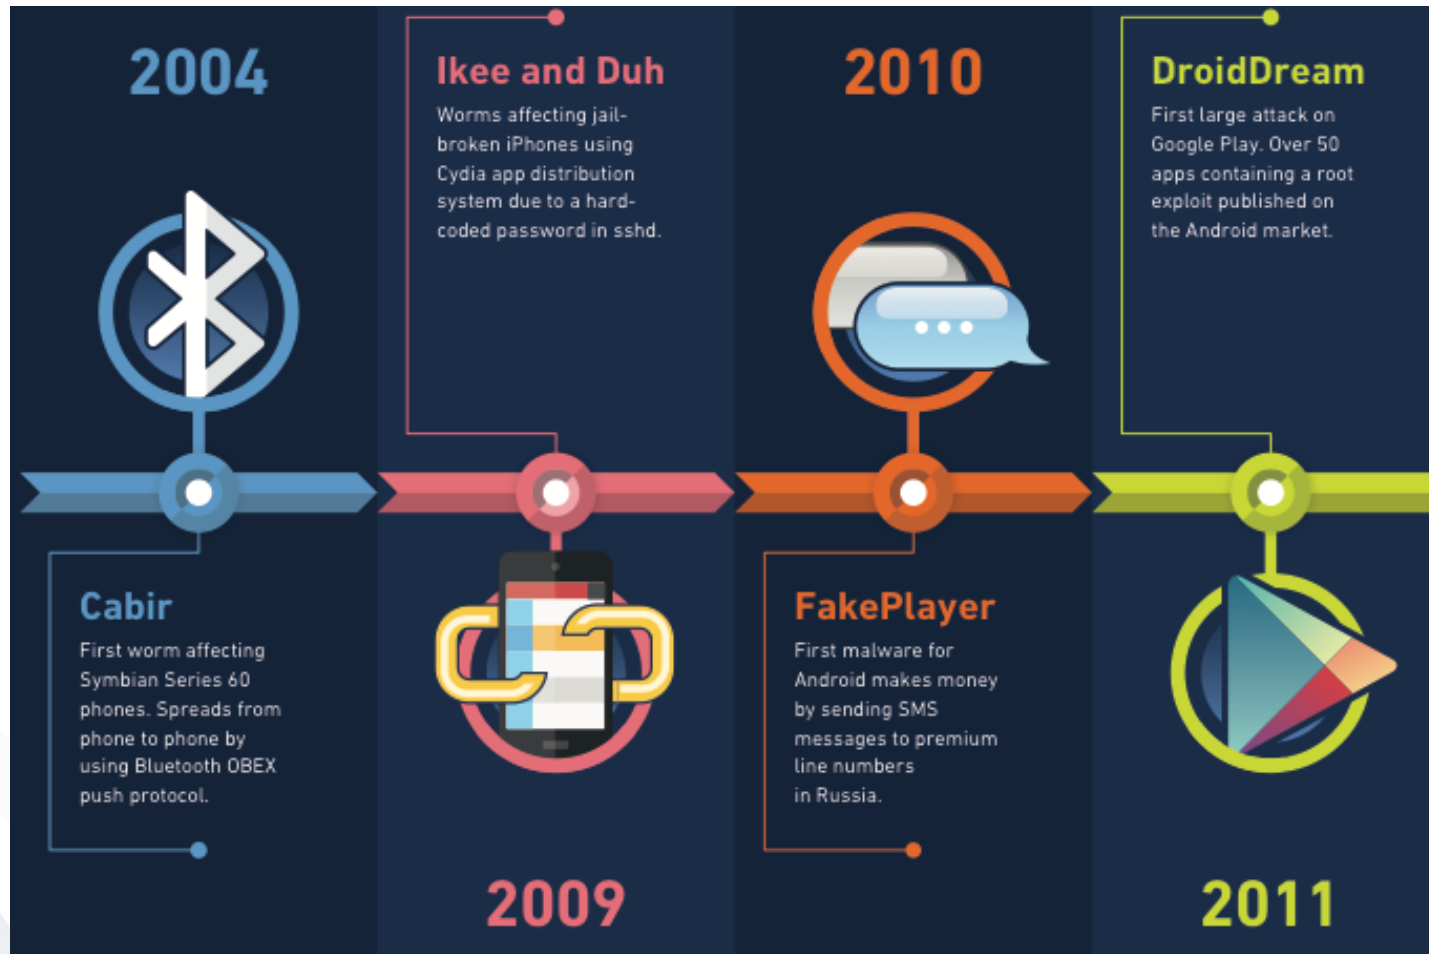 2004
Cabir
First worm affecting
Symbian Series 60
phones. Spreads from
phone to phone by
using Bluetooth OBEX
push protocol.
Ikee and Duh
Worms affecting jail-
broken iPhones using
Cydia app distribution
system due to a hard-
coded password in sshd.
2009
2010
FakePlayer
First malware for
Android makes money
by sending SMS
messages to premium
line numbers
in Russia.
DroidDream
First large attack on
Google Play. Over 50
apps containing a root
exploit published on
the Android market.
2011